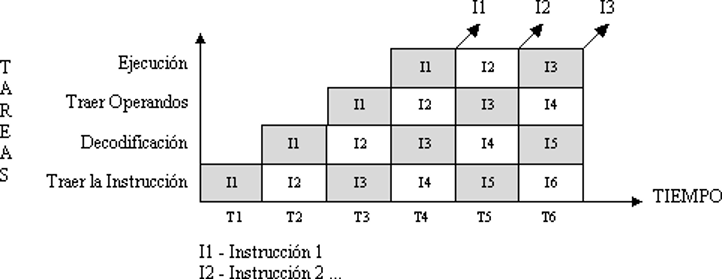 I1 I2 I3
TAREAS
Ejecución I1 I2 I3
Traer Operandos I1 I2 I3 I4
Decodificación I1 I2 I3 I4 I5
Traer la Instrucción I1 I2 I3 I4 I5 I6
TIEMPO
T1 T2 T3 T4 T5 T6
I1 - Instrucción 1
I2 - Instrucción 2 ...